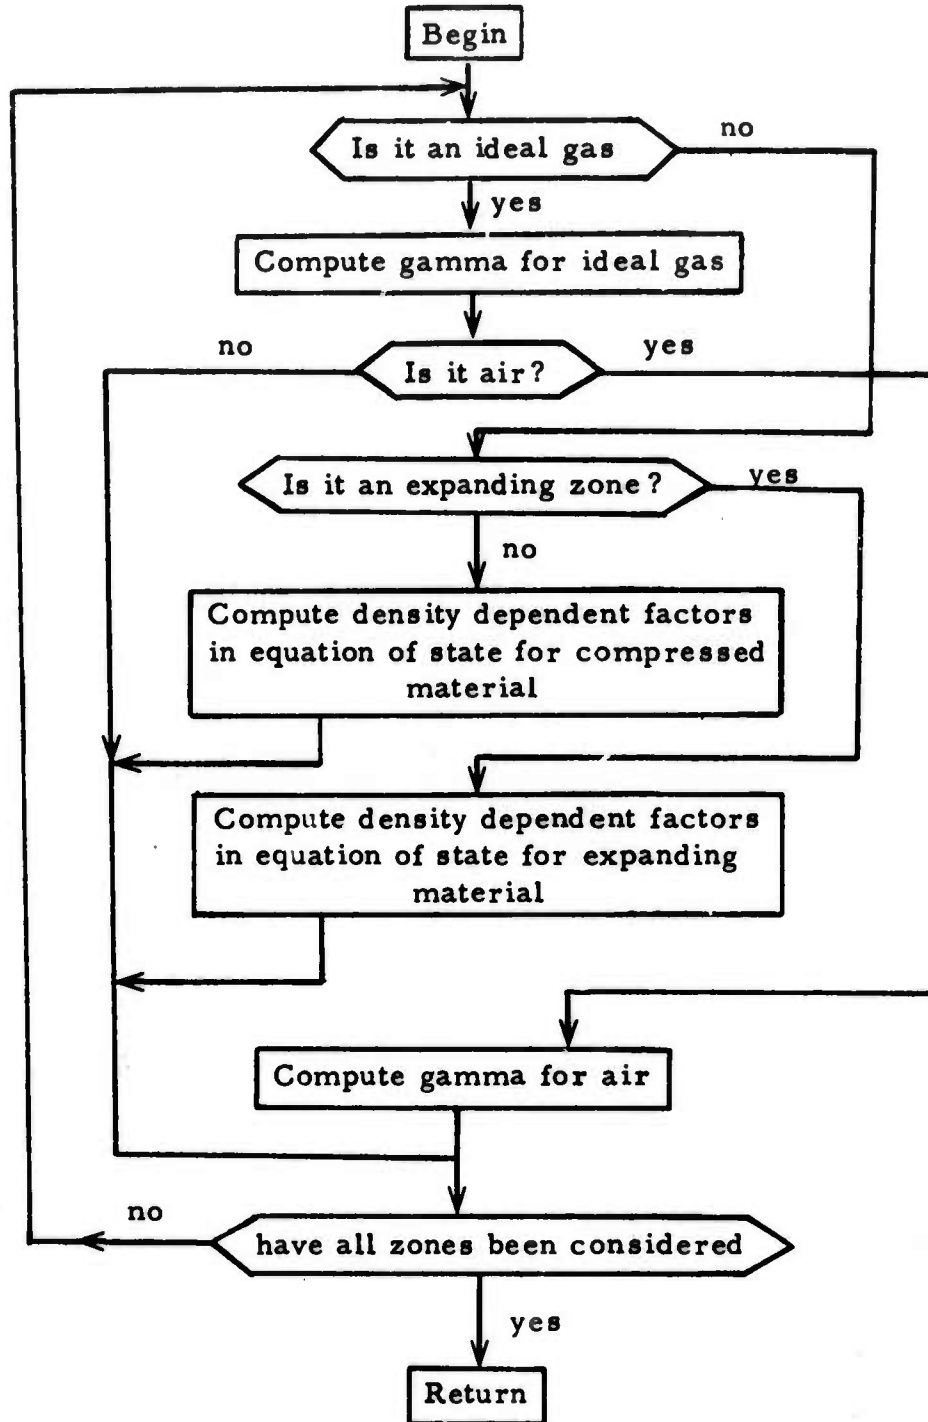 Begin
Is it an ideal gas
no
yes
Compute gamma for ideal gas
no
yes
Is it air?
Is it an expanding zone?
yes
no
Compute density dependent factors
in equation of state for compressed
material
Compute density dependent factors
in equation of state for expanding
material
Compute gamma for air
no
have all zones been considered
yes
Return